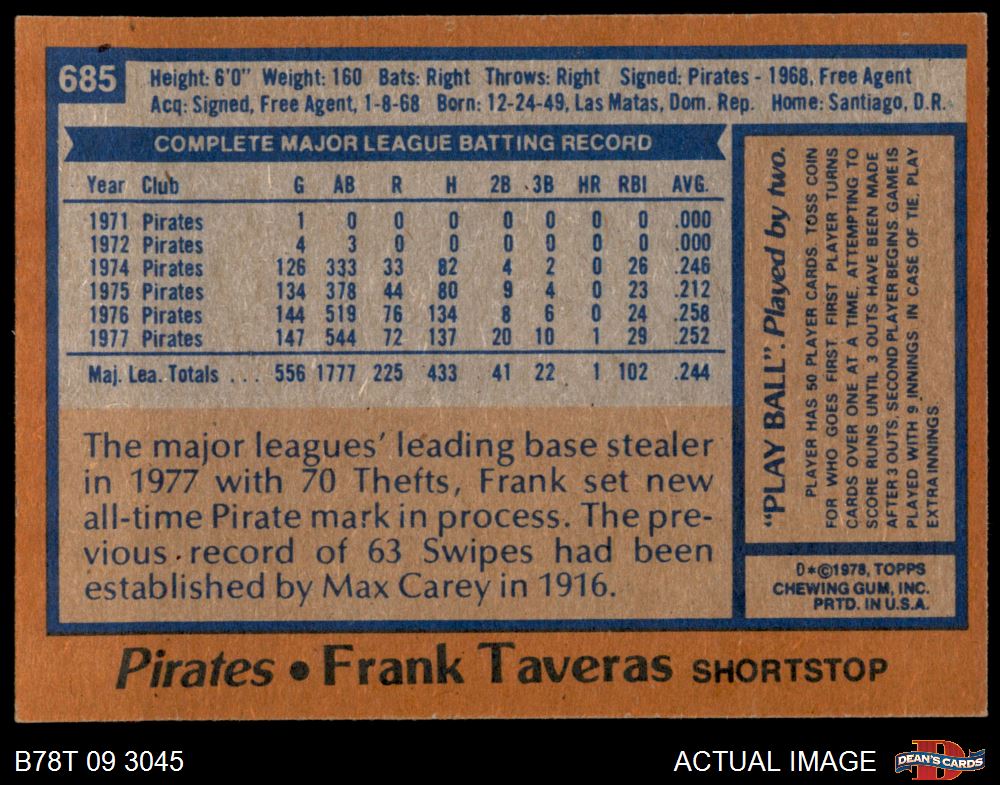 685
Height: 6'0" Weight: 160 Bats: Right Throws: Right Signed: Pirates - 1968, Free Agent
Acq: Signed, Free Agent, 1-8-68 Born: 12-24-49, Las Matas, Dom. Rep. Home: Santiago, D.R.
COMPLETE MAJOR LEAGUE BATTING RECORD
Year Club G AB R H 2B 3B HR RBI AVG.
1971 Pirates 1 0 0 0 0 0 0 0 .000
1972 Pirates 4 3 0 0 0 0 0 0 .000
1974 Pirates 126 333 33 82 4 2 0 26 .246
1975 Pirates 134 378 44 80 9 4 0 23 .212
1976 Pirates 144 519 76 134 8 6 0 24 .258
1977 Pirates 147 544 72 137 20 10 1 29 .252
Maj. Lea. Totals ... 556 1777 225 433 41 22 1 102 .244
The major leagues' leading base stealer
in 1977 with 70 Thefts, Frank set new
all-time Pirate mark in process. The pre-
vious record of 63 Swipes had been
established by Max Carey in 1916.
"PLAY BALL". Played by two.
PLAYER HAS 50 PLAYER CARDS. TOSS COIN
FOR WHO GOES FIRST. FIRST PLAYER TURNS
CARDS OVER ONE AT A TIME, ATTEMPTING TO
SCORE RUNS UNTIL 3 OUTS HAVE BEEN MADE
AFTER 3 OUTS, SECOND PLAYER BEGINS. GAME IS
PLAYED WITH 9 INNINGS. IN CASE OF TIE, PLAY
EXTRA INNINGS.
D*©1978, TOPPS
CHEWING GUM, INC.
PRTD. IN U.S.A.
Pirates • Frank Taveras SHORTSTOP
B78T 09 3045
ACTUAL IMAGE
D
DEAN'S CARDS